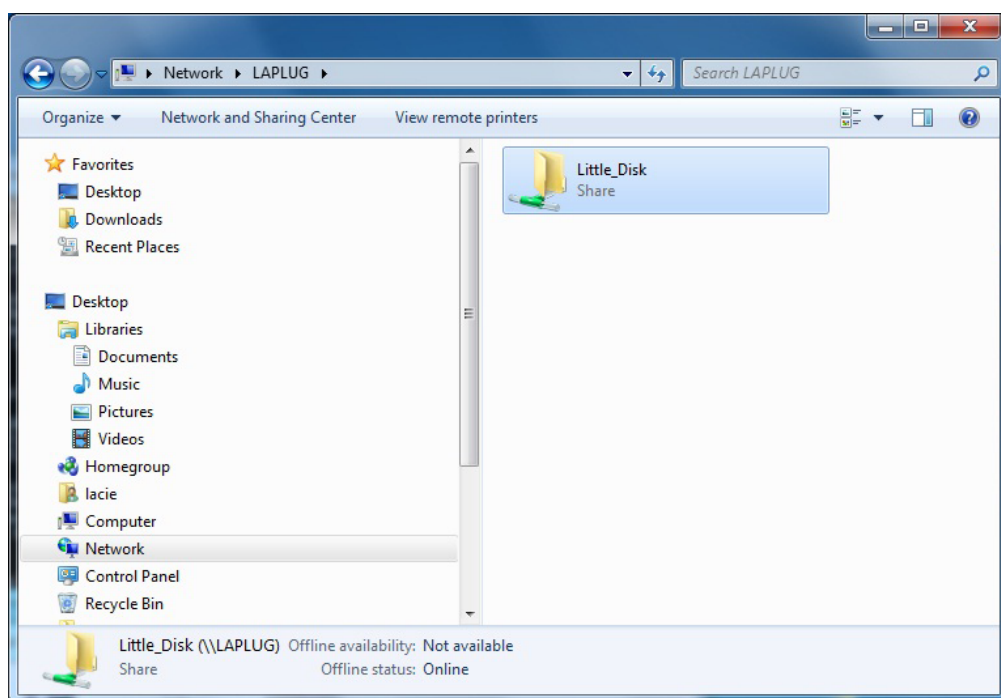 Network LAPLUG Search LAPLUG
Organize Network and Sharing Center View remote printers
Favorites
Desktop
Downloads
Recent Places
Desktop
Libraries
Documents
Music
Pictures
Videos
Homegroup
lacie
Computer
Network
Control Panel
Recycle Bin
Little_Disk
Share
Little_Disk (\\LAPLUG) Offline availability: Not available
Share Offline status: Online